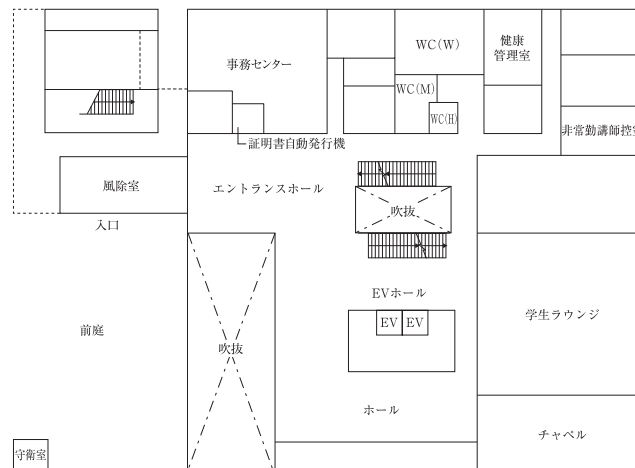 事務センター
WC(W)
健康
管理室
WC(M)
WC(H)
非常勤講師控室
証明書自動発行機
風除室
エントランスホール
吹抜
入口
EVホール
EV
EV
学生ラウンジ
前庭
吹抜
ホール
チャペル
守衛室